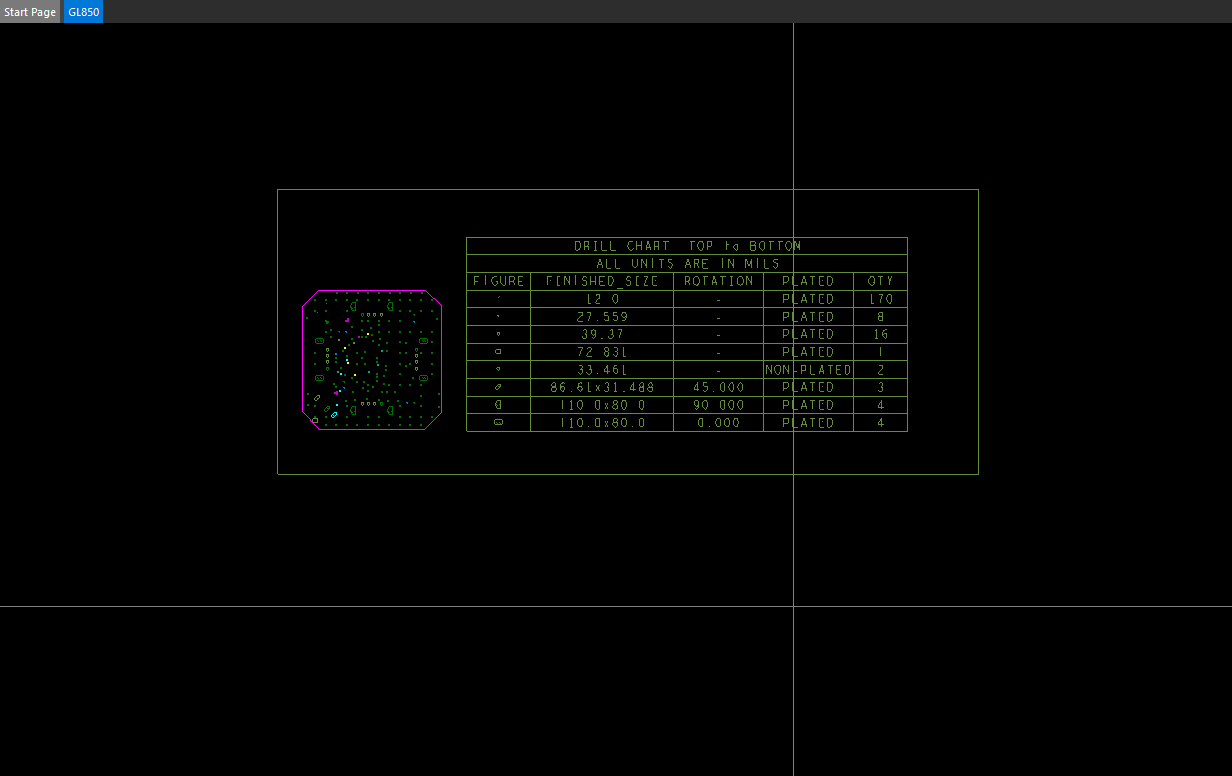 Start Page GL850
DRILL CHART TOP to BOTTOM
ALL UNITS ARE IN MILS
FIGURE FINISHED_SIZE ROTATION PLATED QTY
12.0 - PLATED 170
27.559 - PLATED 8
39.37 - PLATED 16
72.831 - PLATED 1
33.461 - NON-PLATED 2
86.61x31.488 45.000 PLATED 3
110.0x80.0 90.000 PLATED 4
110.0x80.0 0.000 PLATED 4